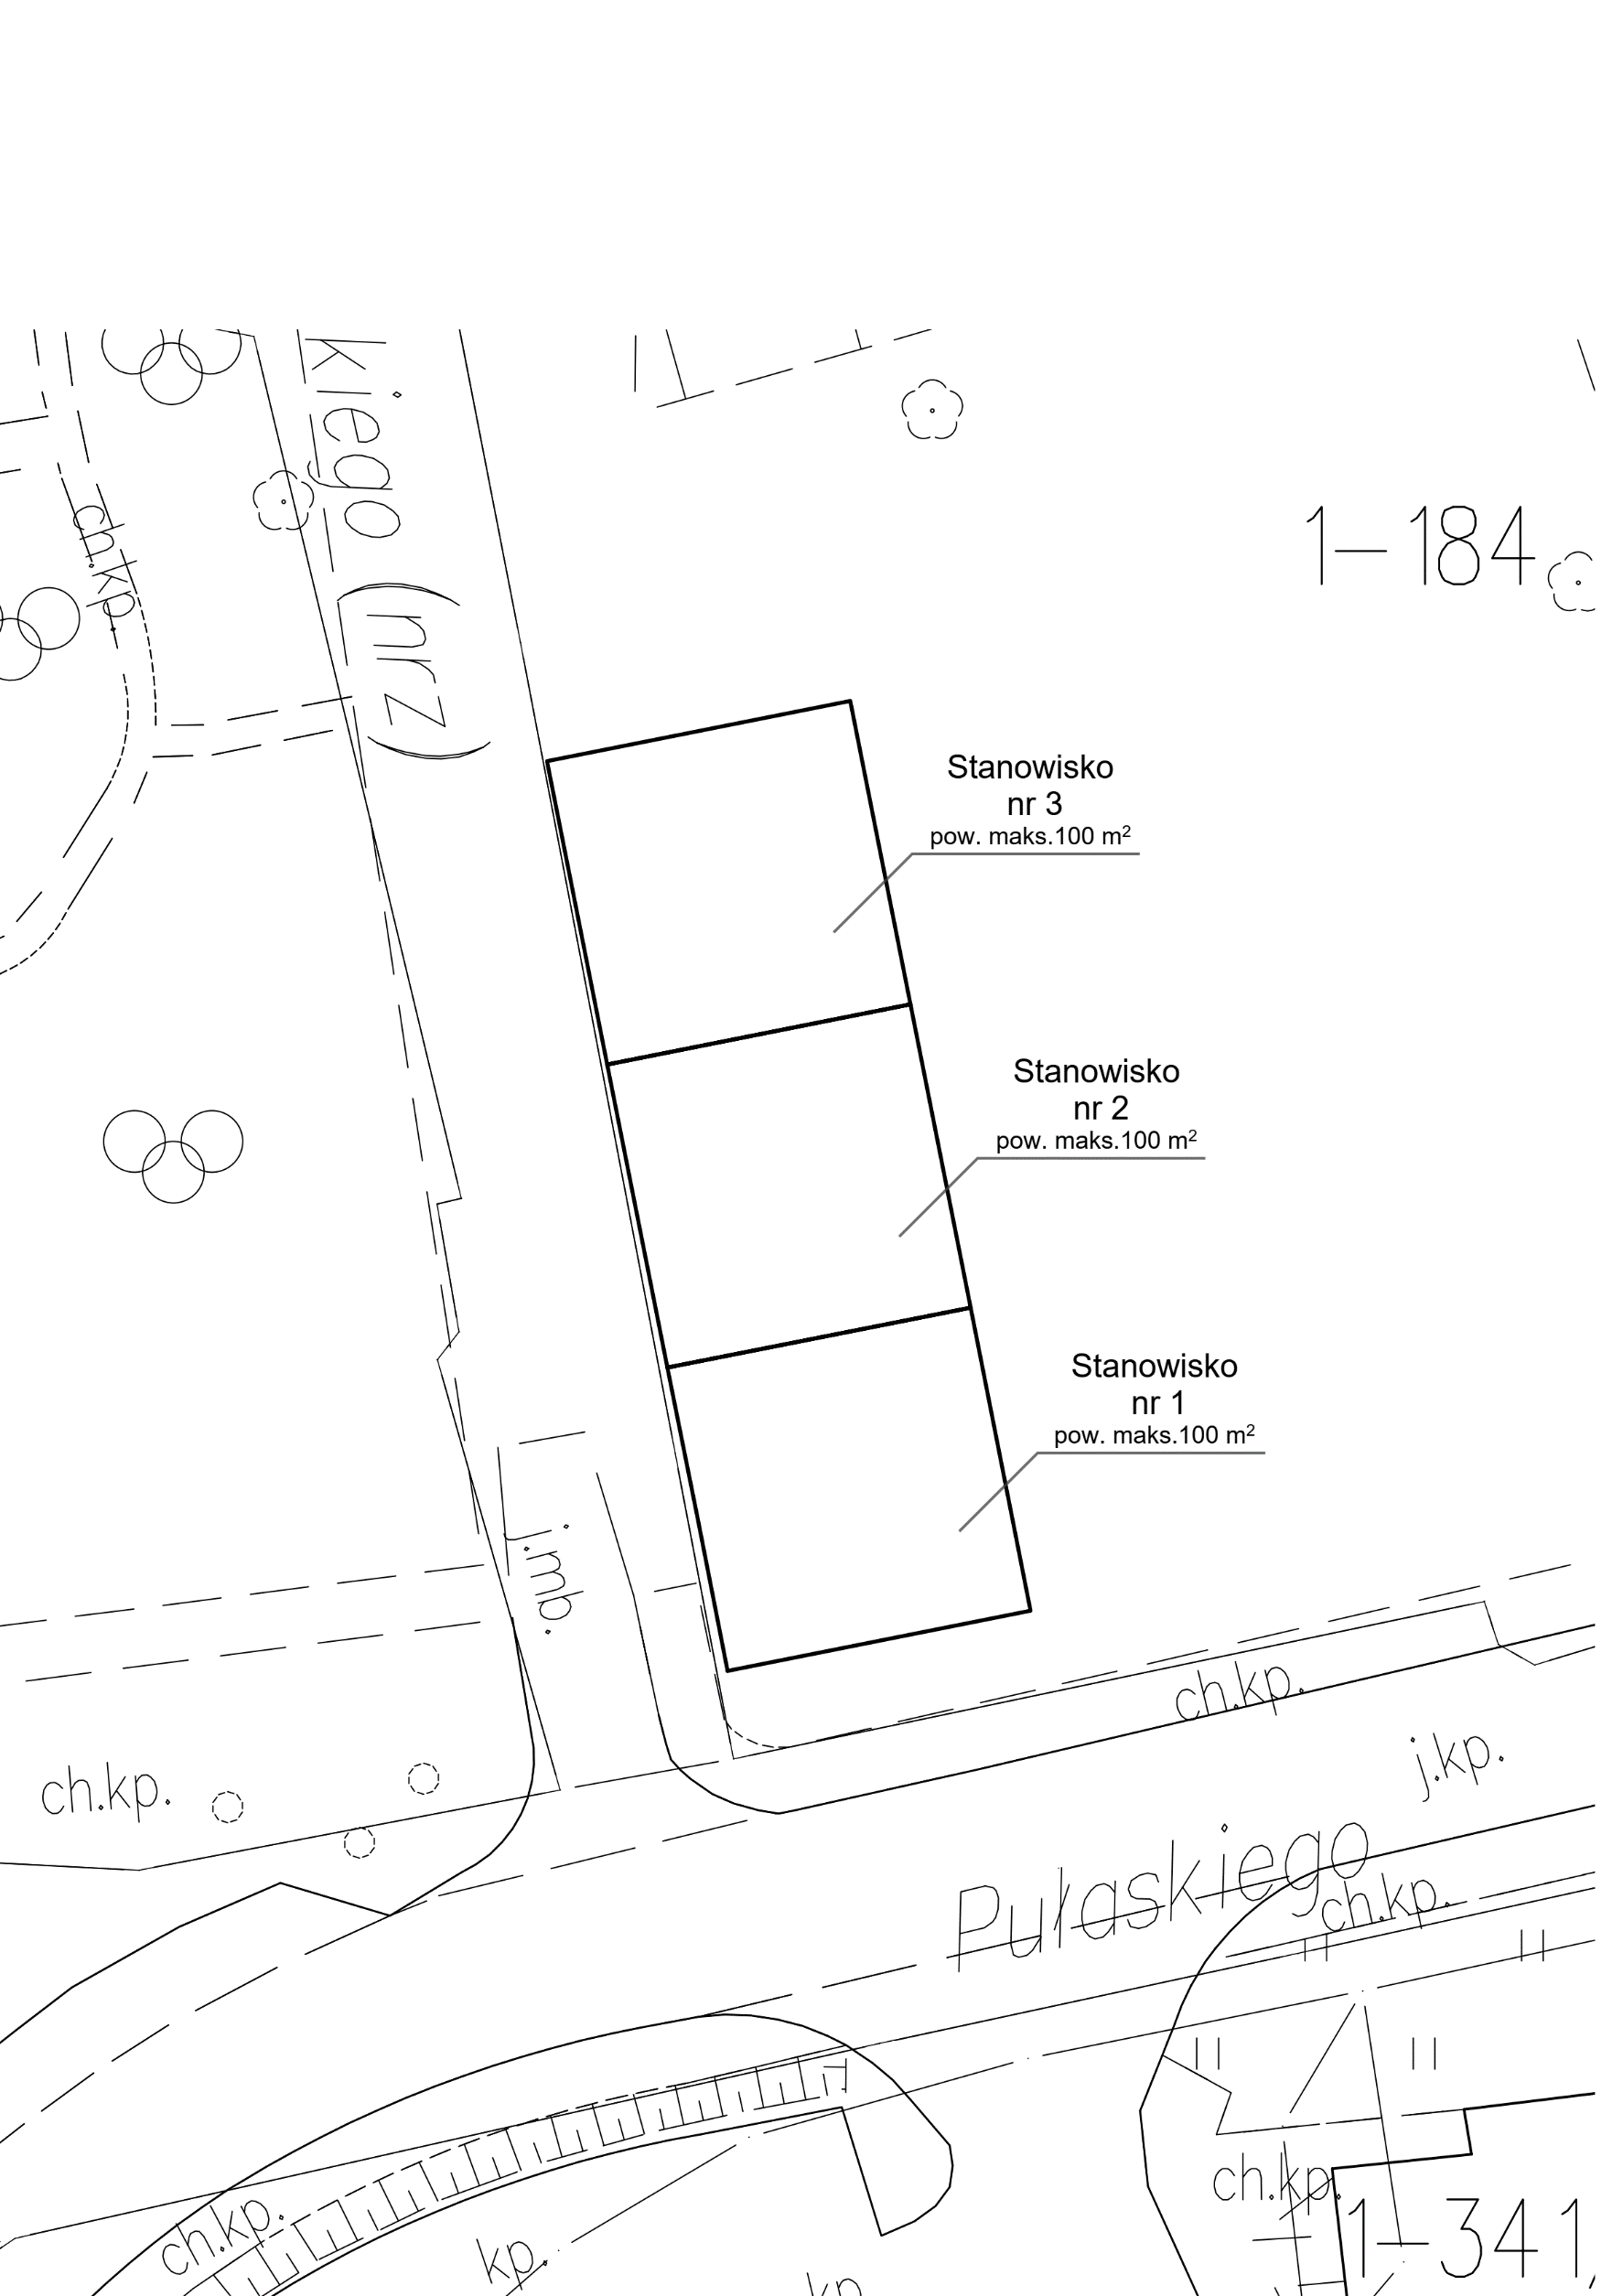 kiego (nrz)
ch.kp.
1-184
Stanowisko
nr 3
pow. maks.100 m²
Stanowisko
nr 2
pow. maks.100 m²
Stanowisko
nr 1
pow. maks.100 m²
j.mb.
ch.kp.
ch.kp.
j.kp.
Pułaskiego
ch.kp.
ch.kp.
1-341
ch.kp.
kp.
kp